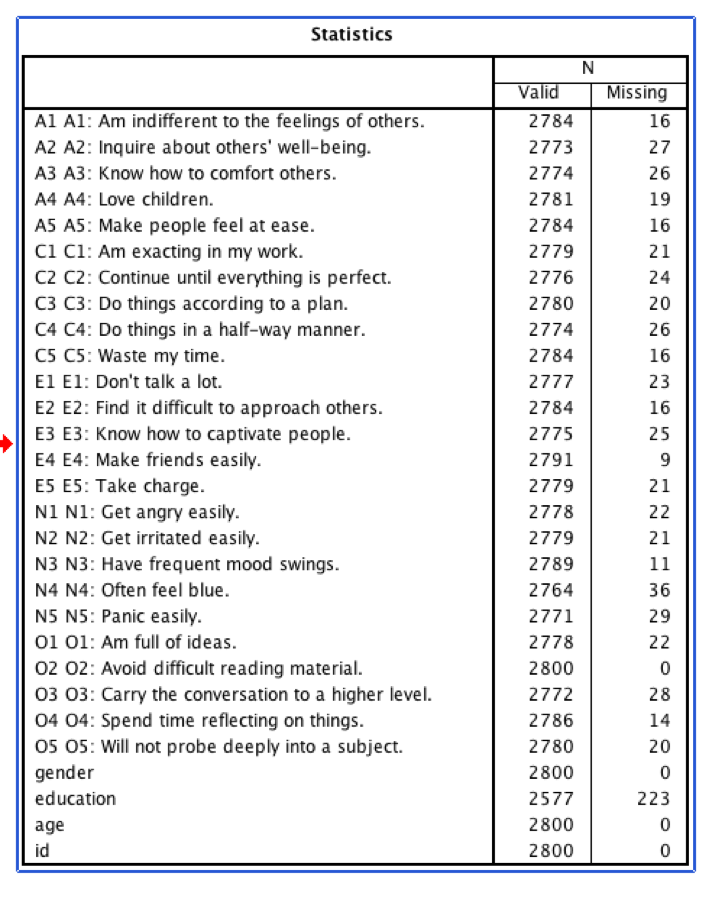 Statistics
N
Valid Missing
A1 A1: Am indifferent to the feelings of others. 2784 16
A2 A2: Inquire about others' well-being. 2773 27
A3 A3: Know how to comfort others. 2774 26
A4 A4: Love children. 2781 19
A5 A5: Make people feel at ease. 2784 16
C1 C1: Am exacting in my work. 2779 21
C2 C2: Continue until everything is perfect. 2776 24
C3 C3: Do things according to a plan. 2780 20
C4 C4: Do things in a half-way manner. 2774 26
C5 C5: Waste my time. 2784 16
E1 E1: Don't talk a lot. 2777 23
E2 E2: Find it difficult to approach others. 2784 16
E3 E3: Know how to captivate people. 2775 25
E4 E4: Make friends easily. 2791 9
E5 E5: Take charge. 2779 21
N1 N1: Get angry easily. 2778 22
N2 N2: Get irritated easily. 2779 21
N3 N3: Have frequent mood swings. 2789 11
N4 N4: Often feel blue. 2764 36
N5 N5: Panic easily. 2771 29
O1 O1: Am full of ideas. 2778 22
O2 O2: Avoid difficult reading material. 2800 0
O3 O3: Carry the conversation to a higher level. 2772 28
O4 O4: Spend time reflecting on things. 2786 14
O5 O5: Will not probe deeply into a subject. 2780 20
gender 2800 0
education 2577 223
age 2800 0
id 2800 0